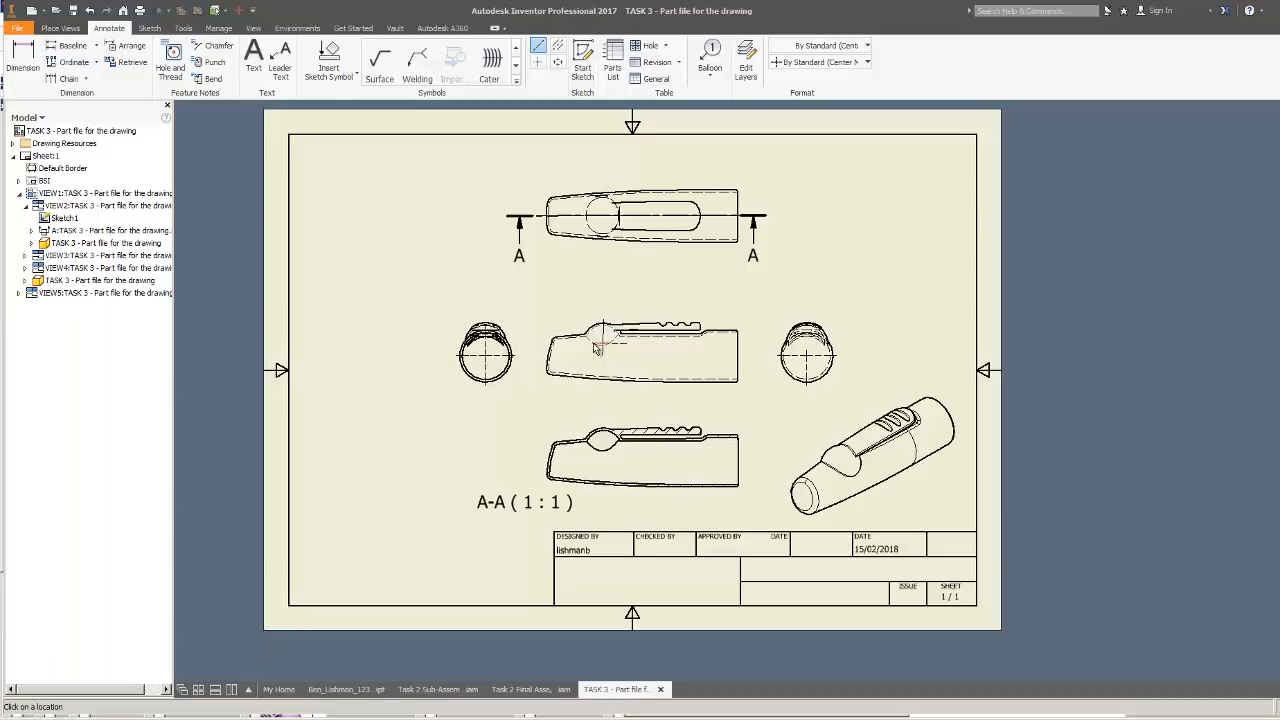 Autodesk Inventor Professional 2017 TASK 3 - Part file for the drawing
Search Help & Commands...
Sign In
File Place Views Annotate Sketch Tools Manage View Environments Get Started Vault Autodesk A360
Dimension
Baseline
Ordinate
Chain
Arrange
Retrieve
Dimension
Hole and Thread
Chamfer
Punch
Bend
Feature Notes
Text
Leader Text
Text
Insert Sketch Symbol
Surface
Welding
Impor...
Cater...
Symbols
Start Sketch
Sketch
Parts List
Hole
Revision
General
Table
Balloon
Edit Layers
By Standard (Cent
By Standard (Center M
Format
Model
TASK 3 - Part file for the drawing
Drawing Resources
Sheet:1
Default Border
BSI
VIEW1:TASK 3 - Part file for the drawing
VIEW2:TASK 3 - Part file for the drawi
Sketch1
A:TASK 3 - Part file for the drawing.
TASK 3 - Part file for the drawing
VIEW3:TASK 3 - Part file for the drawi
VIEW4:TASK 3 - Part file for the drawi
TASK 3 - Part file for the drawing
VIEW5:TASK 3 - Part file for the drawi
A A
A-A ( 1 : 1 )
DESIGNED BY
lishmanb
CHECKED BY
APPROVED BY
DATE
DATE
15/02/2018
ISSUE
SHEET
1 / 1
My Home
Ben_Lishman_123 .ipt
Task 2 Sub-Assem...iam
Task 2 Final Asse, .iam
TASK 3 - Part file f...
Click on a location